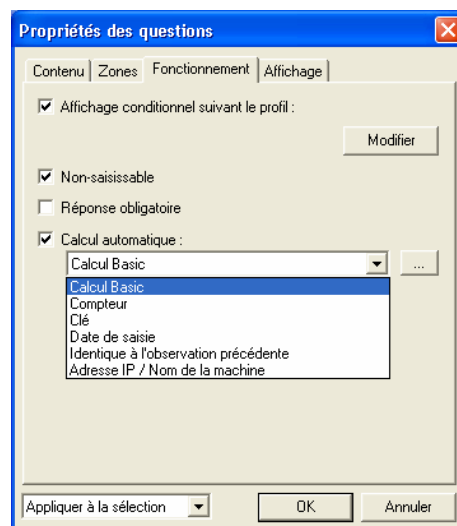 Propriétés des questions
Contenu Zones Fonctionnement Affichage
Affichage conditionnel suivant le profil :
Modifier
Non-saisissable
Réponse obligatoire
Calcul automatique :
Calcul Basic ...
Calcul Basic
Compteur
Clé
Date de saisie
Identique à l'observation précédente
Adresse IP / Nom de la machine
Appliquer à la sélection OK Annuler